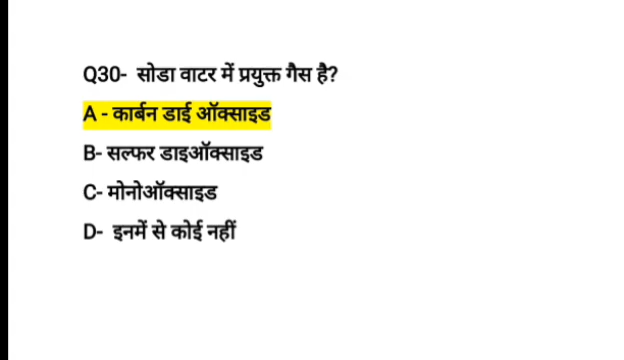 Q30- सोडा वाटर में प्रयुक्त गैस है?
A - कार्बन डाई ऑक्साइड
B- सल्फर डाइऑक्साइड
C- मोनोऑक्साइड
D- इनमें से कोई नहीं